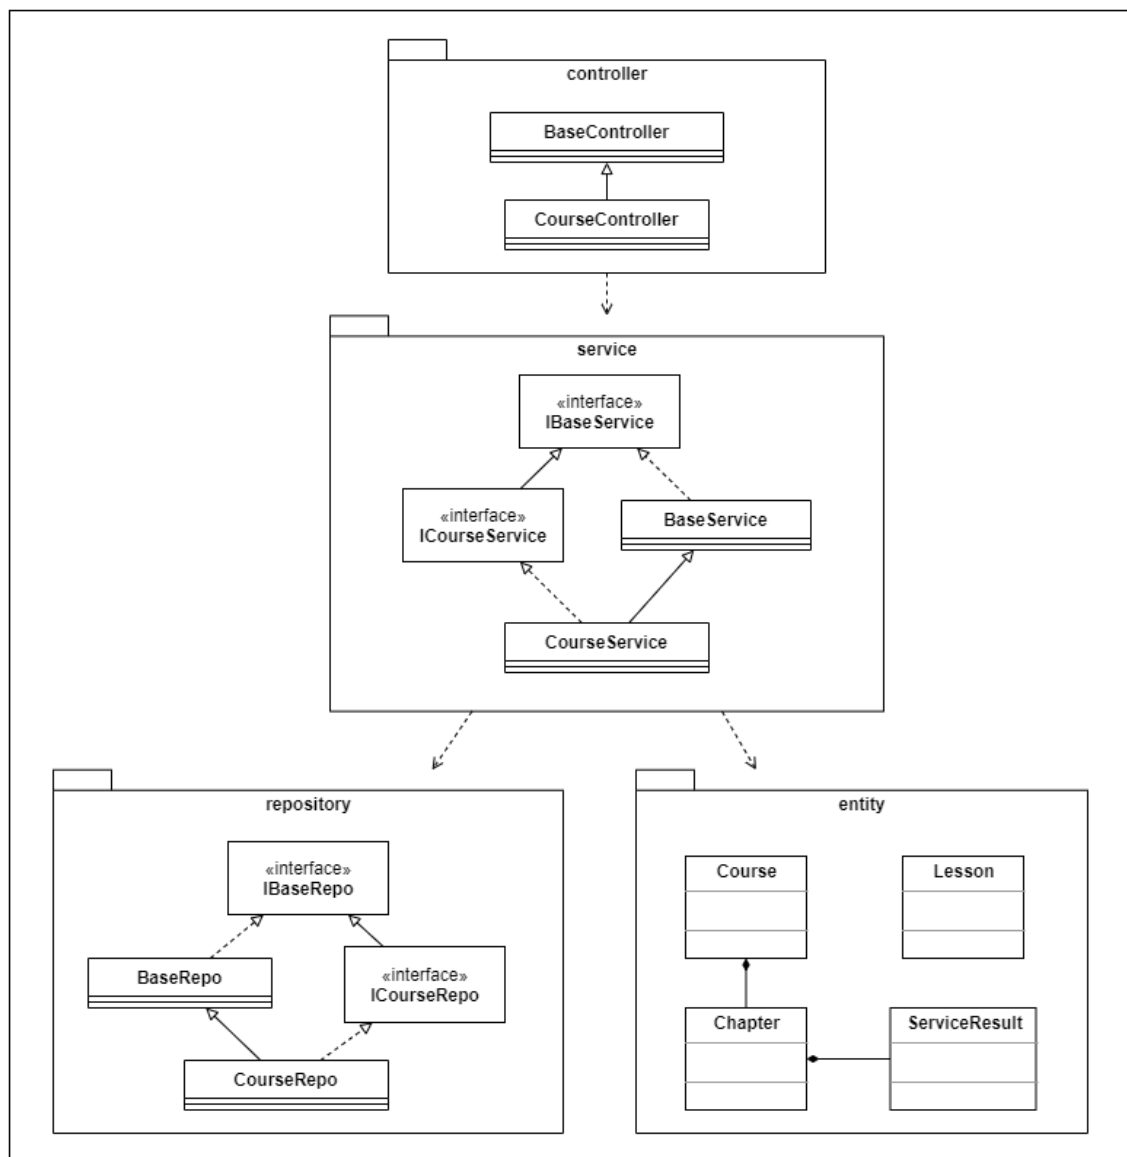 controller
BaseController
CourseController
service
«interface»
IBaseService
«interface»
ICourseService
BaseService
CourseService
repository
«interface»
IBaseRepo
BaseRepo
«interface»
ICourseRepo
CourseRepo
entity
Course
Lesson
Chapter
ServiceResult